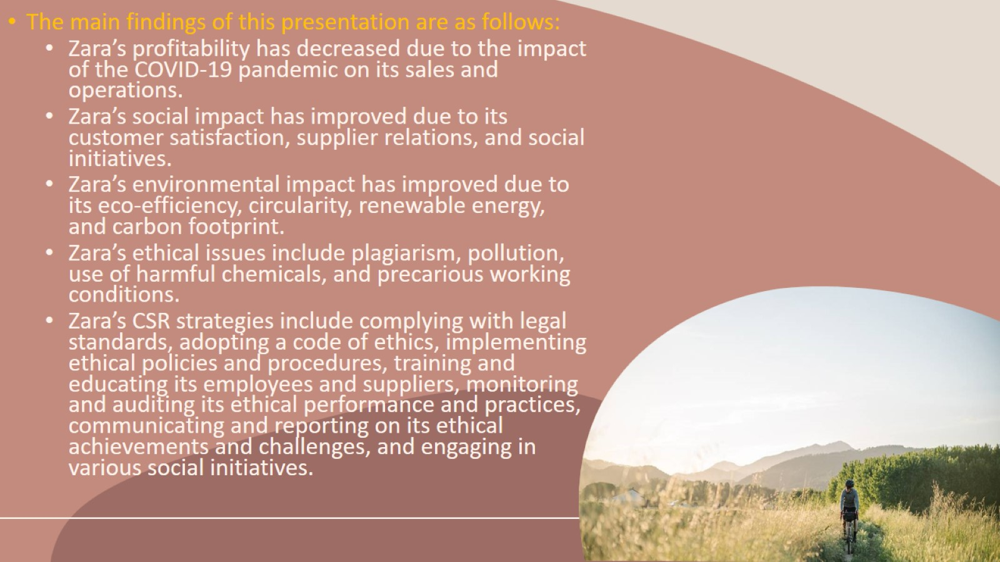 • The main findings of this presentation are as follows:
• Zara’s profitability has decreased due to the impact
of the COVID-19 pandemic on its sales and
operations.
• Zara’s social impact has improved due to its
customer satisfaction, supplier relations, and social
initiatives.
• Zara’s environmental impact has improved due to
its eco-efficiency, circularity, renewable energy,
and carbon footprint.
• Zara’s ethical issues include plagiarism, pollution,
use of harmful chemicals, and precarious working
conditions.
• Zara’s CSR strategies include complying with legal
standards, adopting a code of ethics, implementing
ethical policies and procedures, training and
educating its employees and suppliers, monitoring
and auditing its ethical performance and practices,
communicating and reporting on its ethical
achievements and challenges, and engaging in
various social initiatives.